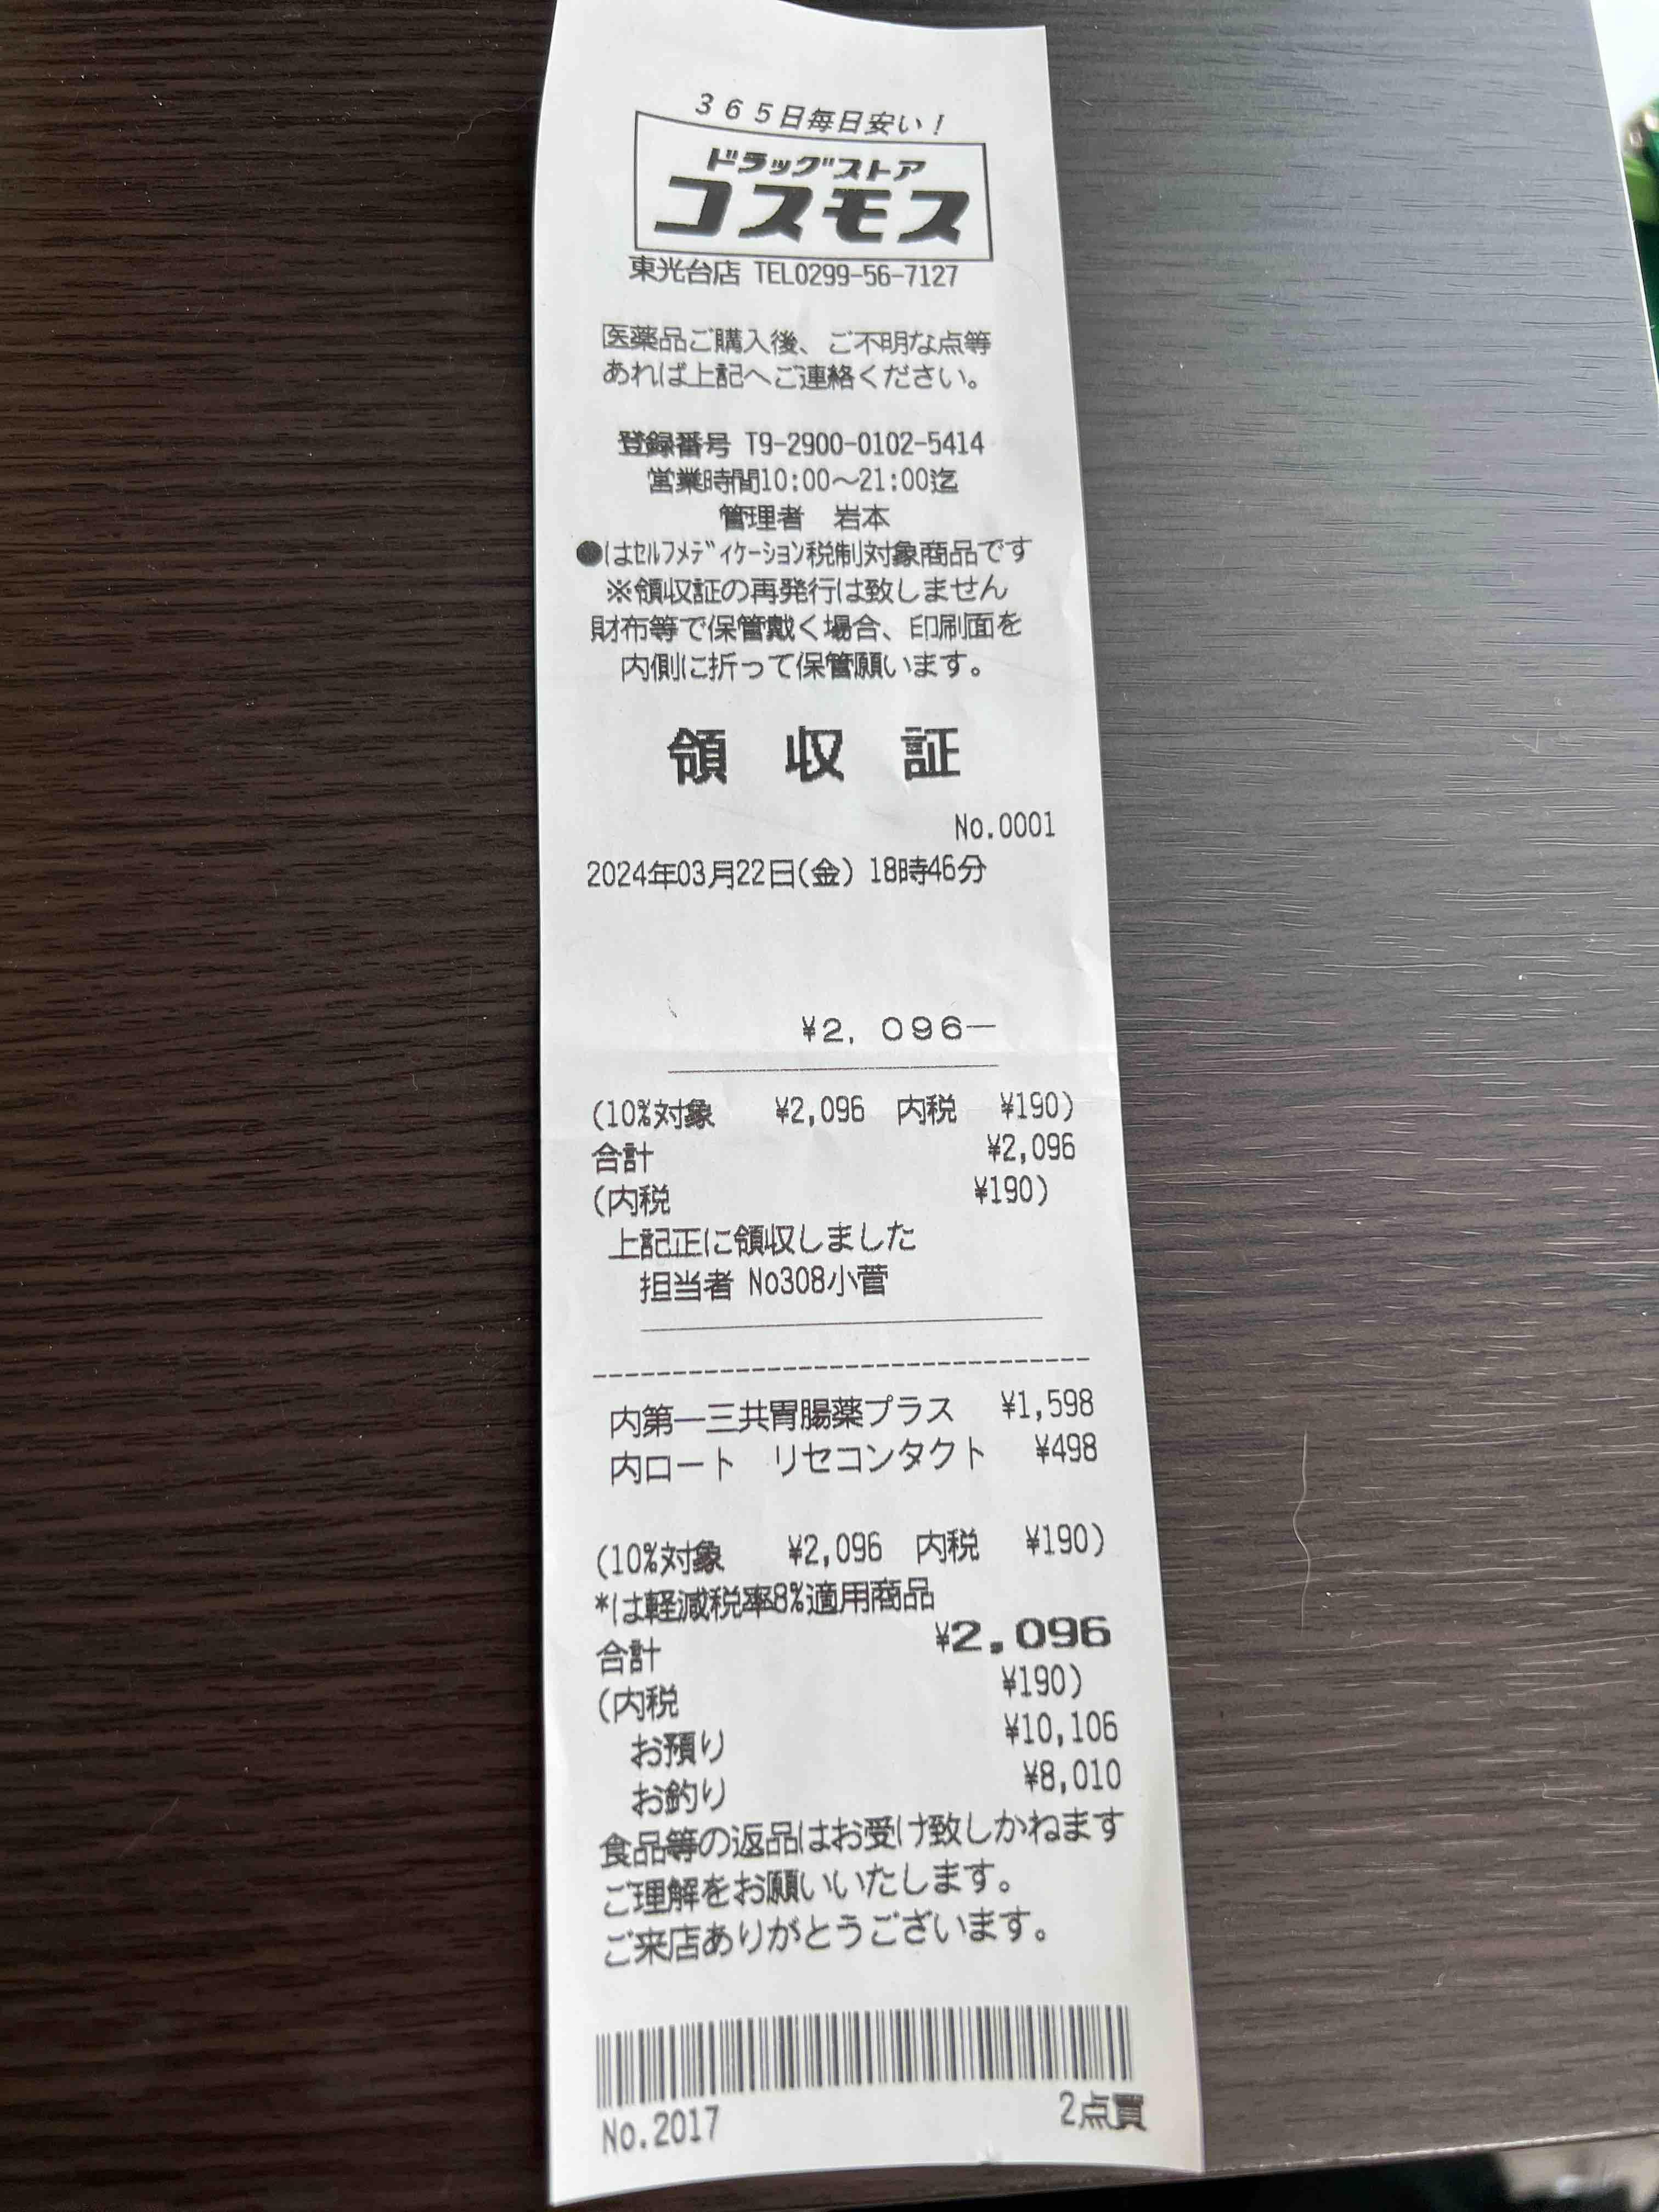 365日毎日安い!
ドラッグストア
コスモス
東光台店 TEL0299-56-7127
医薬品ご購入後、ご不明な点等
あれば上記へご連絡ください。
登録番号 T9-2900-0102-5414
営業時間10:00～21:00迄
管理者 岩本
●はｾﾙﾌﾒﾃﾞｨｹｰｼｮﾝ税制対象商品です
※領収証の再発行は致しません
財布等で保管戴く場合、印刷面を
内側に折って保管願います。
領 収 証
No.0001
2024年03月22日(金) 18時46分
¥2,096―
(10%対象 ¥2,096 内税 ¥190)
合計 ¥2,096
(内税 ¥190)
上記正に領収しました
担当者 No308小菅
--------------------------------
内第一三共胃腸薬プラス ¥1,598
内ロート リセコンタクト ¥498
(10%対象 ¥2,096 内税 ¥190)
*は軽減税率8%適用商品
合計 ¥2,096
(内税 ¥190)
お預り ¥10,106
お釣り ¥8,010
食品等の返品はお受け致しかねます
ご理解をお願いいたします。
ご来店ありがとうございます。
No.2017 2点買